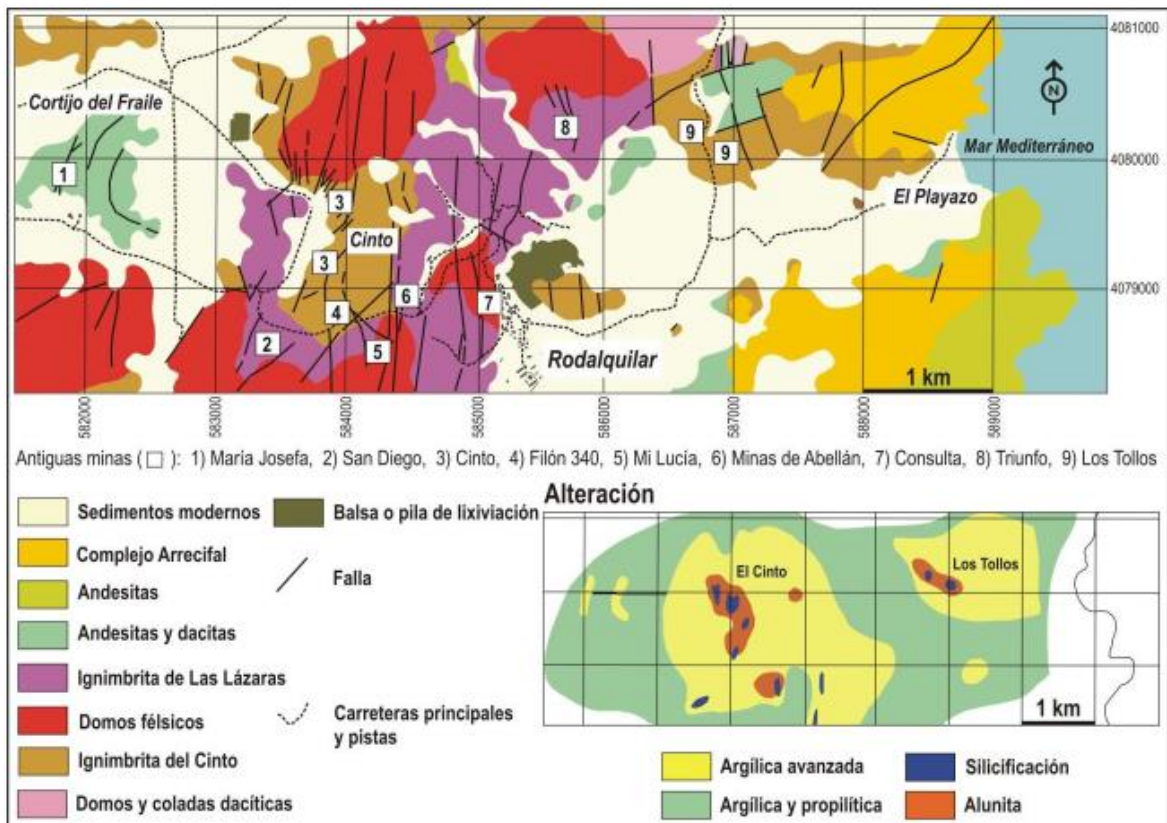 4081000
Cortijo del Fraile
8
N
9
1
9
Mar Mediterráneo
4080000
3
El Playazo
Cinto
3
4079000
6
7
4
2
5
Rodalquilar
1 km
582000
583000
584000
585000
586000
587000
588000
589000
Antiguas minas ( □ ): 1) María Josefa, 2) San Diego, 3) Cinto, 4) Filón 340, 5) Mi Lucía, 6) Minas de Abellán, 7) Consulta, 8) Triunfo, 9) Los Tollos
Sedimentos modernos
Complejo Arrecifal
Andesitas
Andesitas y dacitas
Ignimbrita de Las Lázaras
Domos félsicos
Ignimbrita del Cinto
Domos y coladas dacíticas
Balsa o pila de lixiviación
Falla
Carreteras principales
y pistas
Alteración
El Cinto
Los Tollos
1 km
Argílica avanzada
Argílica y propilítica
Silicificación
Alunita